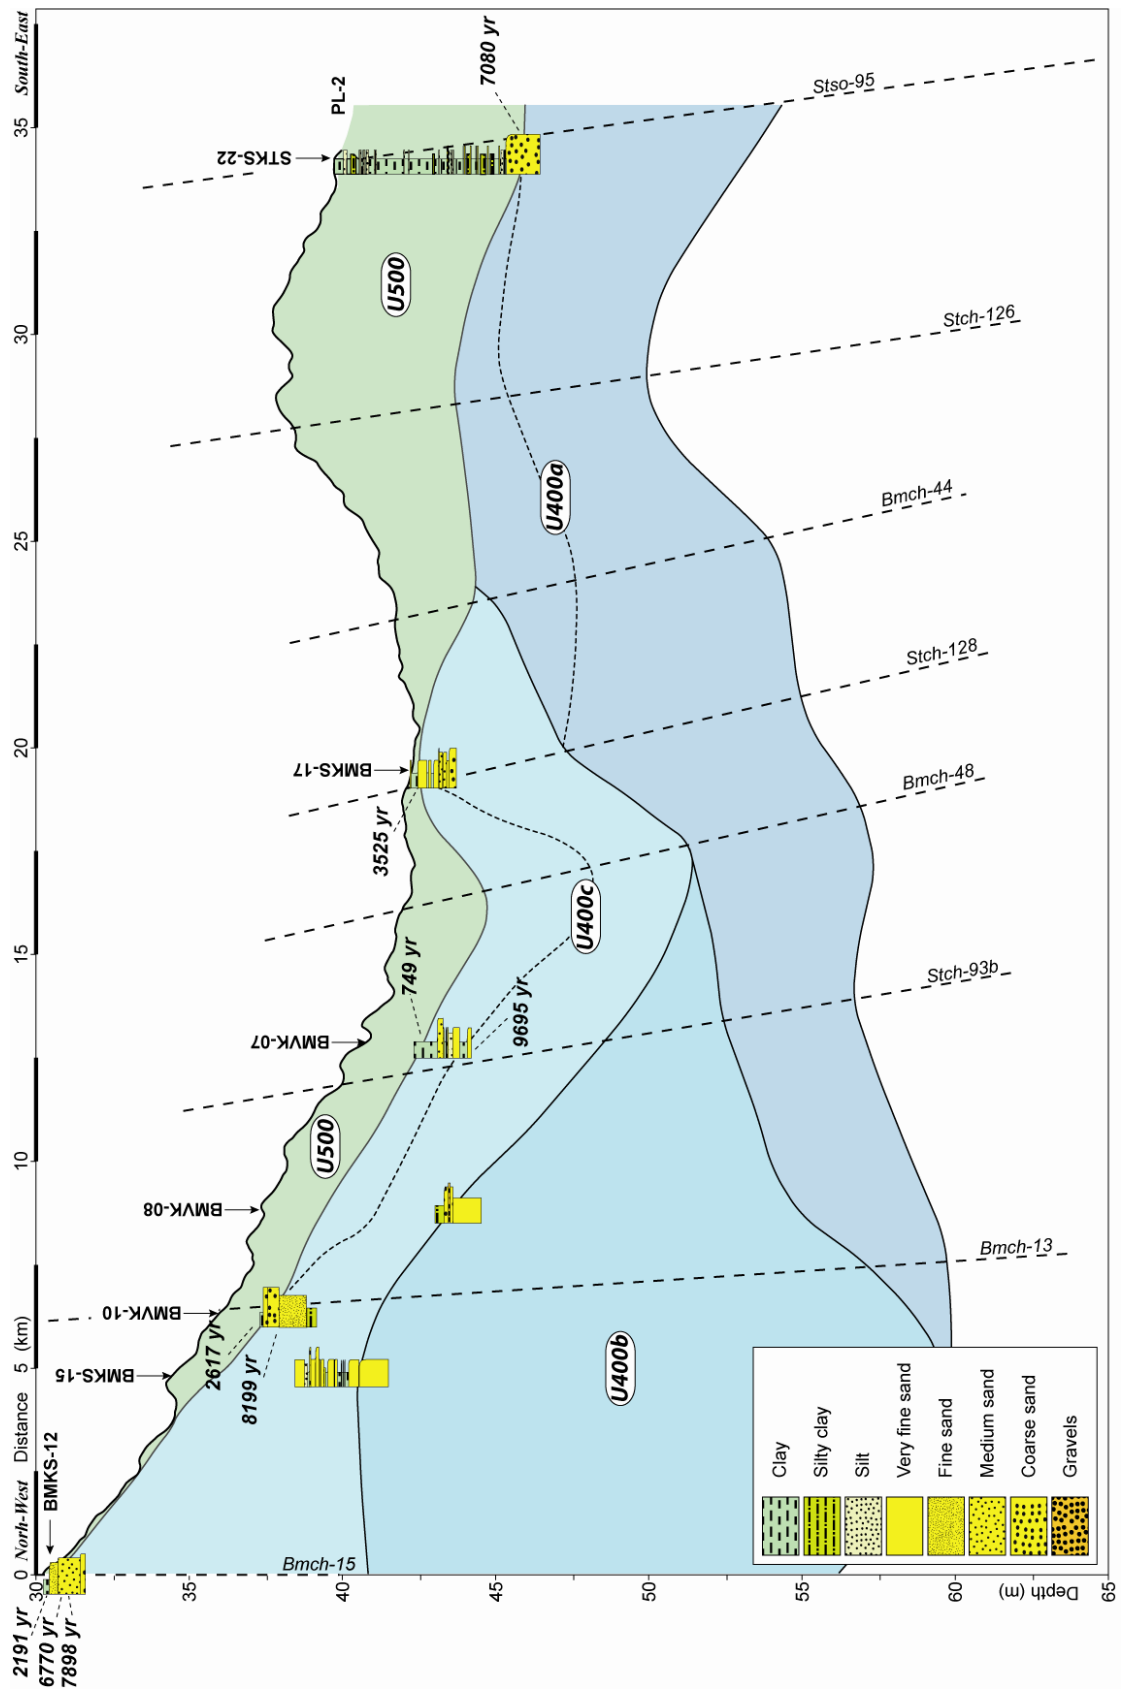 Norh-West
Distance (km)
South-East
0
5
10
15
20
25
30
35
30
35
40
45
50
55
60
65
Depth (m)
2191 yr
6770 yr
7898 yr
BMKS-12
BMKS-15
2617 yr
8199 yr
BMVK-10
BMVK-08
BMVK-07
749 yr
9695 yr
3525 yr
BMKS-17
STKS-22
PL-2
7080 yr
U500
U500
U400a
U400c
U400b
Bmch-15
Bmch-13
Stch-93b
Bmch-48
Stch-128
Bmch-44
Stch-126
Stso-95
Clay
Silty clay
Silt
Very fine sand
Fine sand
Medium sand
Coarse sand
Gravels